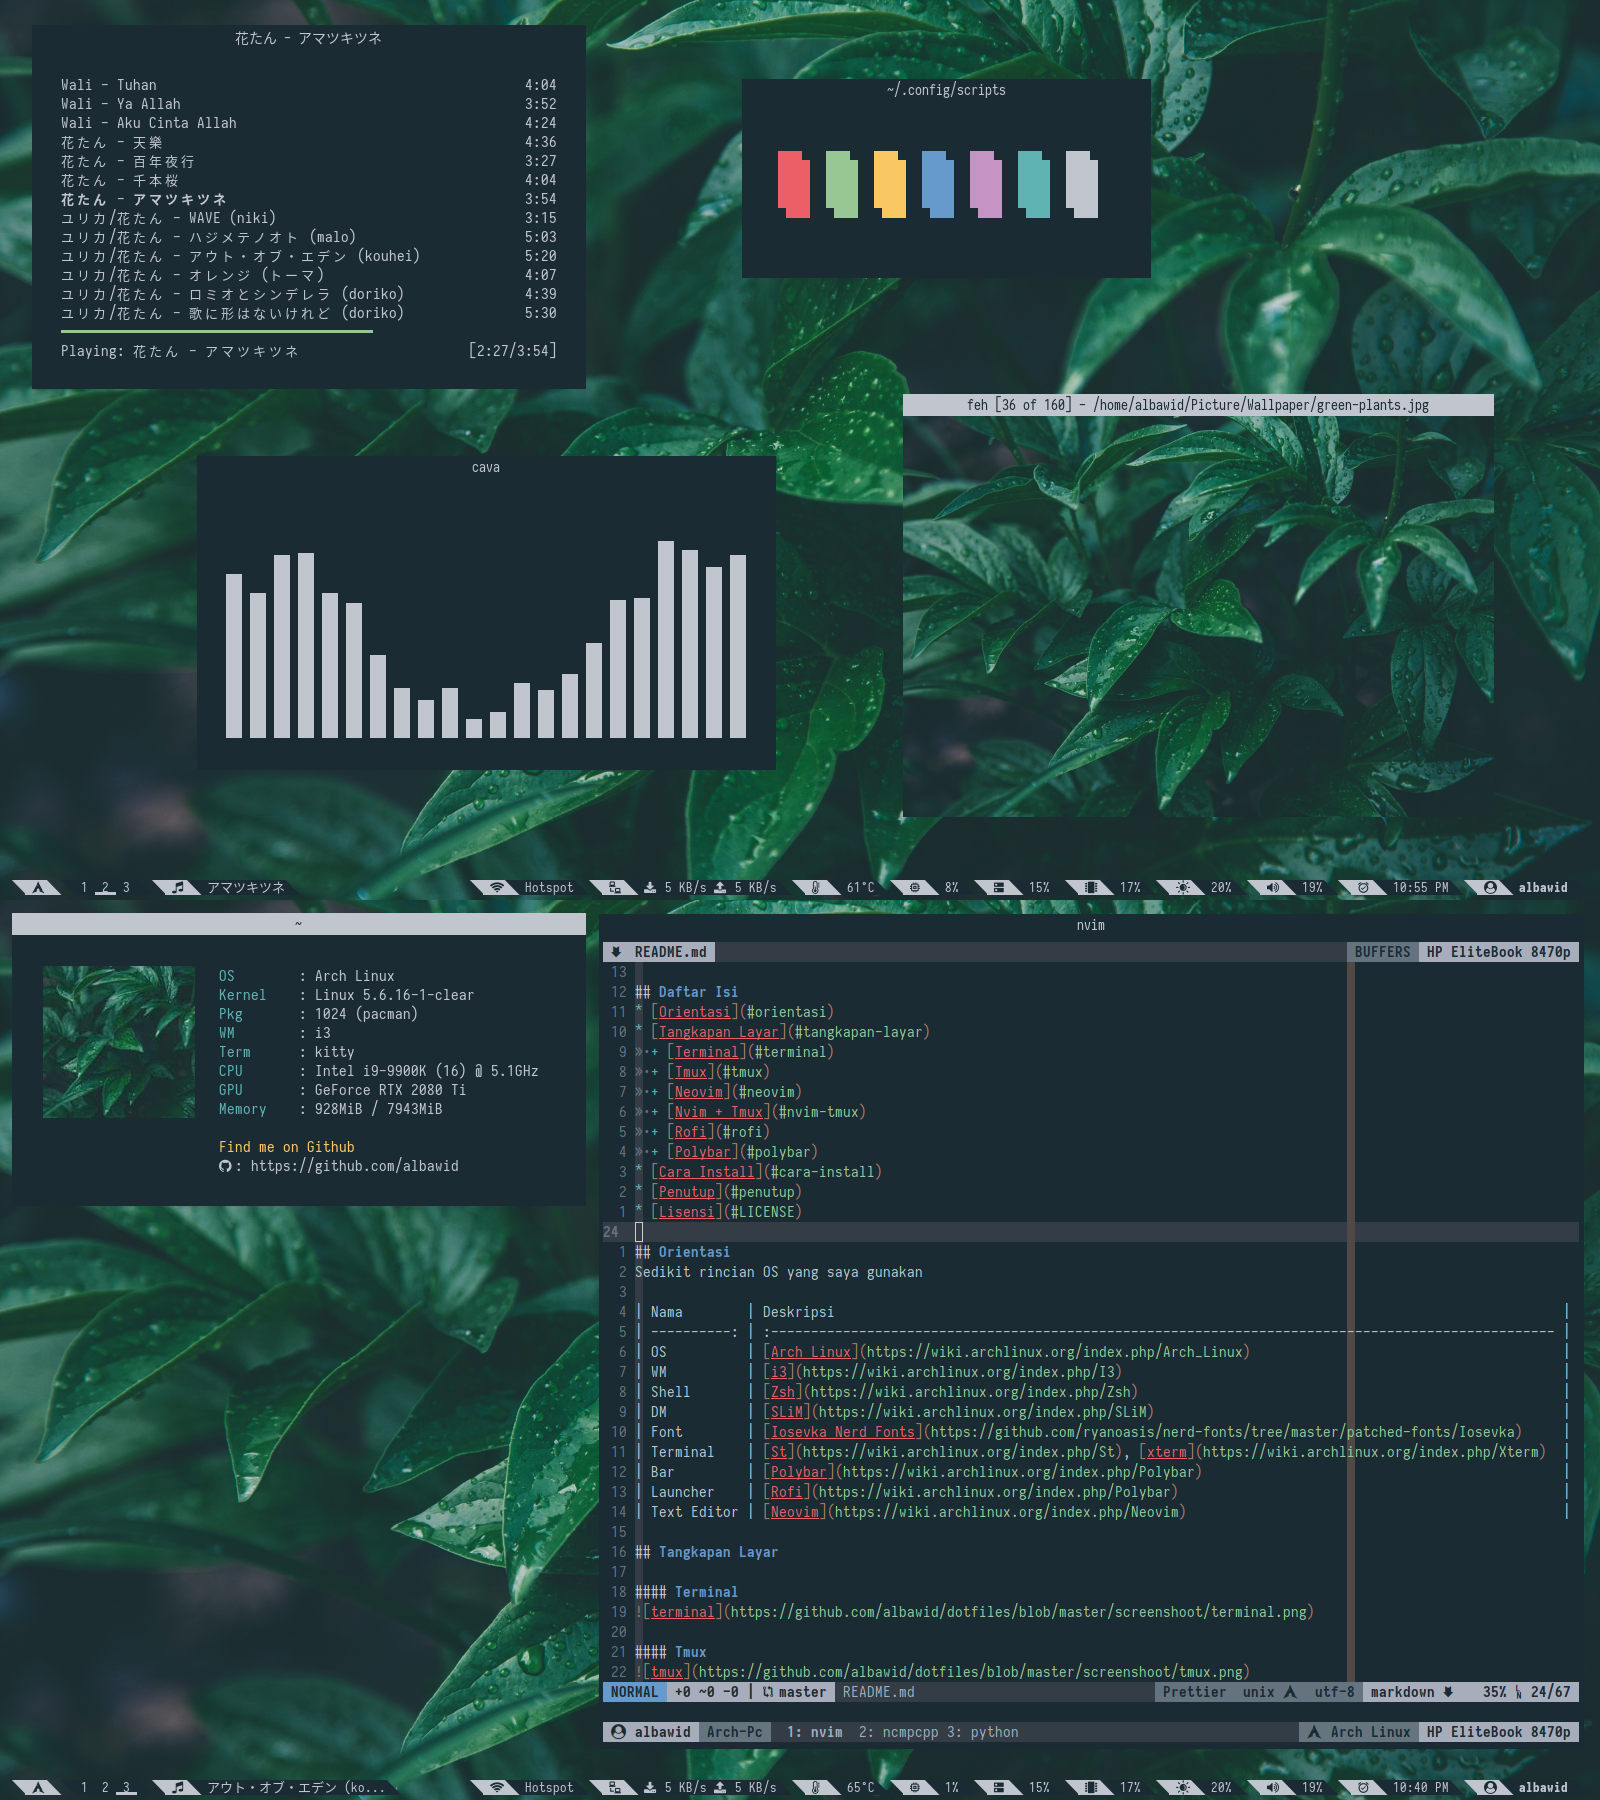 花たん - アマツキツネ
Wali - Tuhan 4:04
Wali - Ya Allah 3:52
Wali - Aku Cinta Allah 4:24
花たん - 天樂 4:36
花たん - 百年夜行 3:27
花たん - 千本桜 4:04
花たん - アマツキツネ 3:54
ユリカ/花たん - WAVE (niki) 3:15
ユリカ/花たん - ハジメテノオト (malo) 5:03
ユリカ/花たん - アウト・オブ・エデン (kouhei) 5:20
ユリカ/花たん - オレンジ (トーマ) 4:07
ユリカ/花たん - ロミオとシンデレラ (doriko) 4:39
ユリカ/花たん - 歌に形はないけれど (doriko) 5:30
Playing: 花たん - アマツキツネ [2:27/3:54]
~/.config/scripts
feh [36 of 160] - /home/albawid/Picture/Wallpaper/green-plants.jpg
cava
1 2 3 アマツキツネ Hotspot 5 KB/s 5 KB/s 61°C 8% 15% 17% 20% 19% 10:55 PM albawid
~
OS : Arch Linux
Kernel : Linux 5.6.16-1-clear
Pkg : 1024 (pacman)
WM : i3
Term : kitty
CPU : Intel i9-9900K (16) @ 5.1GHz
GPU : GeForce RTX 2080 Ti
Memory : 928MiB / 7943MiB
Find me on Github
: https://github.com/albawid
nvim
README.md BUFFERS HP EliteBook 8470p
13
12 ## Daftar Isi
11 * [Orientasi](#orientasi)
10 * [Tangkapan Layar](#tangkapan-layar)
9 »·+ [Terminal](#terminal)
8 »·+ [Tmux](#tmux)
7 »·+ [Neovim](#neovim)
6 »·+ [Nvim + Tmux](#nvim-tmux)
5 »·+ [Rofi](#rofi)
4 »·+ [Polybar](#polybar)
3 * [Cara Install](#cara-install)
2 * [Penutup](#penutup)
1 * [Lisensi](#LICENSE)
24
1 ## Orientasi
2 Sedikit rincian OS yang saya gunakan
3
4 | Nama | Deskripsi |
5 | ----------: | :-------------------------------------------------------------------------------------------------- |
6 | OS | [Arch Linux](https://wiki.archlinux.org/index.php/Arch_Linux) |
7 | WM | [i3](https://wiki.archlinux.org/index.php/I3) |
8 | Shell | [Zsh](https://wiki.archlinux.org/index.php/Zsh) |
9 | DM | [SLiM](https://wiki.archlinux.org/index.php/SLiM) |
10 | Font | [Iosevka Nerd Fonts](https://github.com/ryanoasis/nerd-fonts/tree/master/patched-fonts/Iosevka) |
11 | Terminal | [St](https://wiki.archlinux.org/index.php/St), [xterm](https://wiki.archlinux.org/index.php/Xterm) |
12 | Bar | [Polybar](https://wiki.archlinux.org/index.php/Polybar) |
13 | Launcher | [Rofi](https://wiki.archlinux.org/index.php/Polybar) |
14 | Text Editor | [Neovim](https://wiki.archlinux.org/index.php/Neovim) |
15
16 ## Tangkapan Layar
17
18 #### Terminal
19 ![terminal](https://github.com/albawid/dotfiles/blob/master/screenshoot/terminal.png)
20
21 #### Tmux
22 ![tmux](https://github.com/albawid/dotfiles/blob/master/screenshoot/tmux.png)
NORMAL +0 ~0 -0 | master README.md Prettier unix utf-8 markdown 35% 24/67
albawid Arch-Pc 1: nvim 2: ncmpcpp 3: python Arch Linux HP EliteBook 8470p
1 2 3 アウト・オブ・エデン (ko... Hotspot 5 KB/s 5 KB/s 65°C 1% 15% 17% 20% 19% 10:40 PM albawid